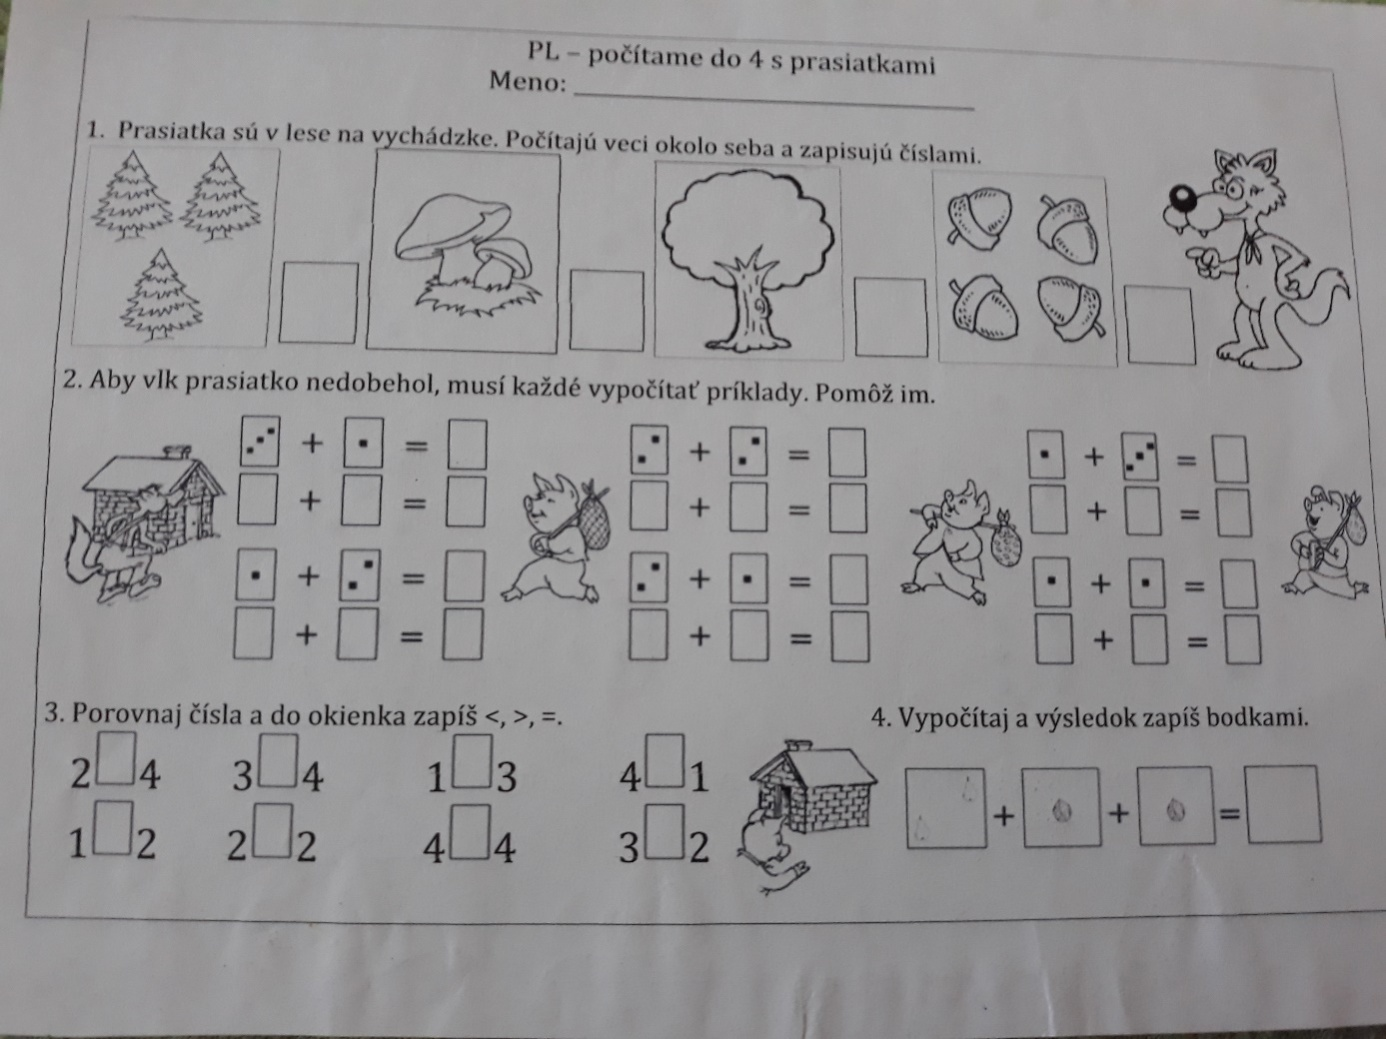 PL – počítame do 4 s prasiatkami
Meno:
1. Prasiatka sú v lese na vychádzke. Počítajú veci okolo seba a zapisujú číslami.
2. Aby vlk prasiatko nedobehol, musí každé vypočítať príklady. Pomôž im.
+ = + = + =
+ = + = + =
+ = + = + =
+ = + = + =
3. Porovnaj čísla a do okienka zapíš <, >, =.
2 4 3 4 1 3 4 1
1 2 2 2 4 4 3 2
4. Vypočítaj a výsledok zapíš bodkami.
+ + =